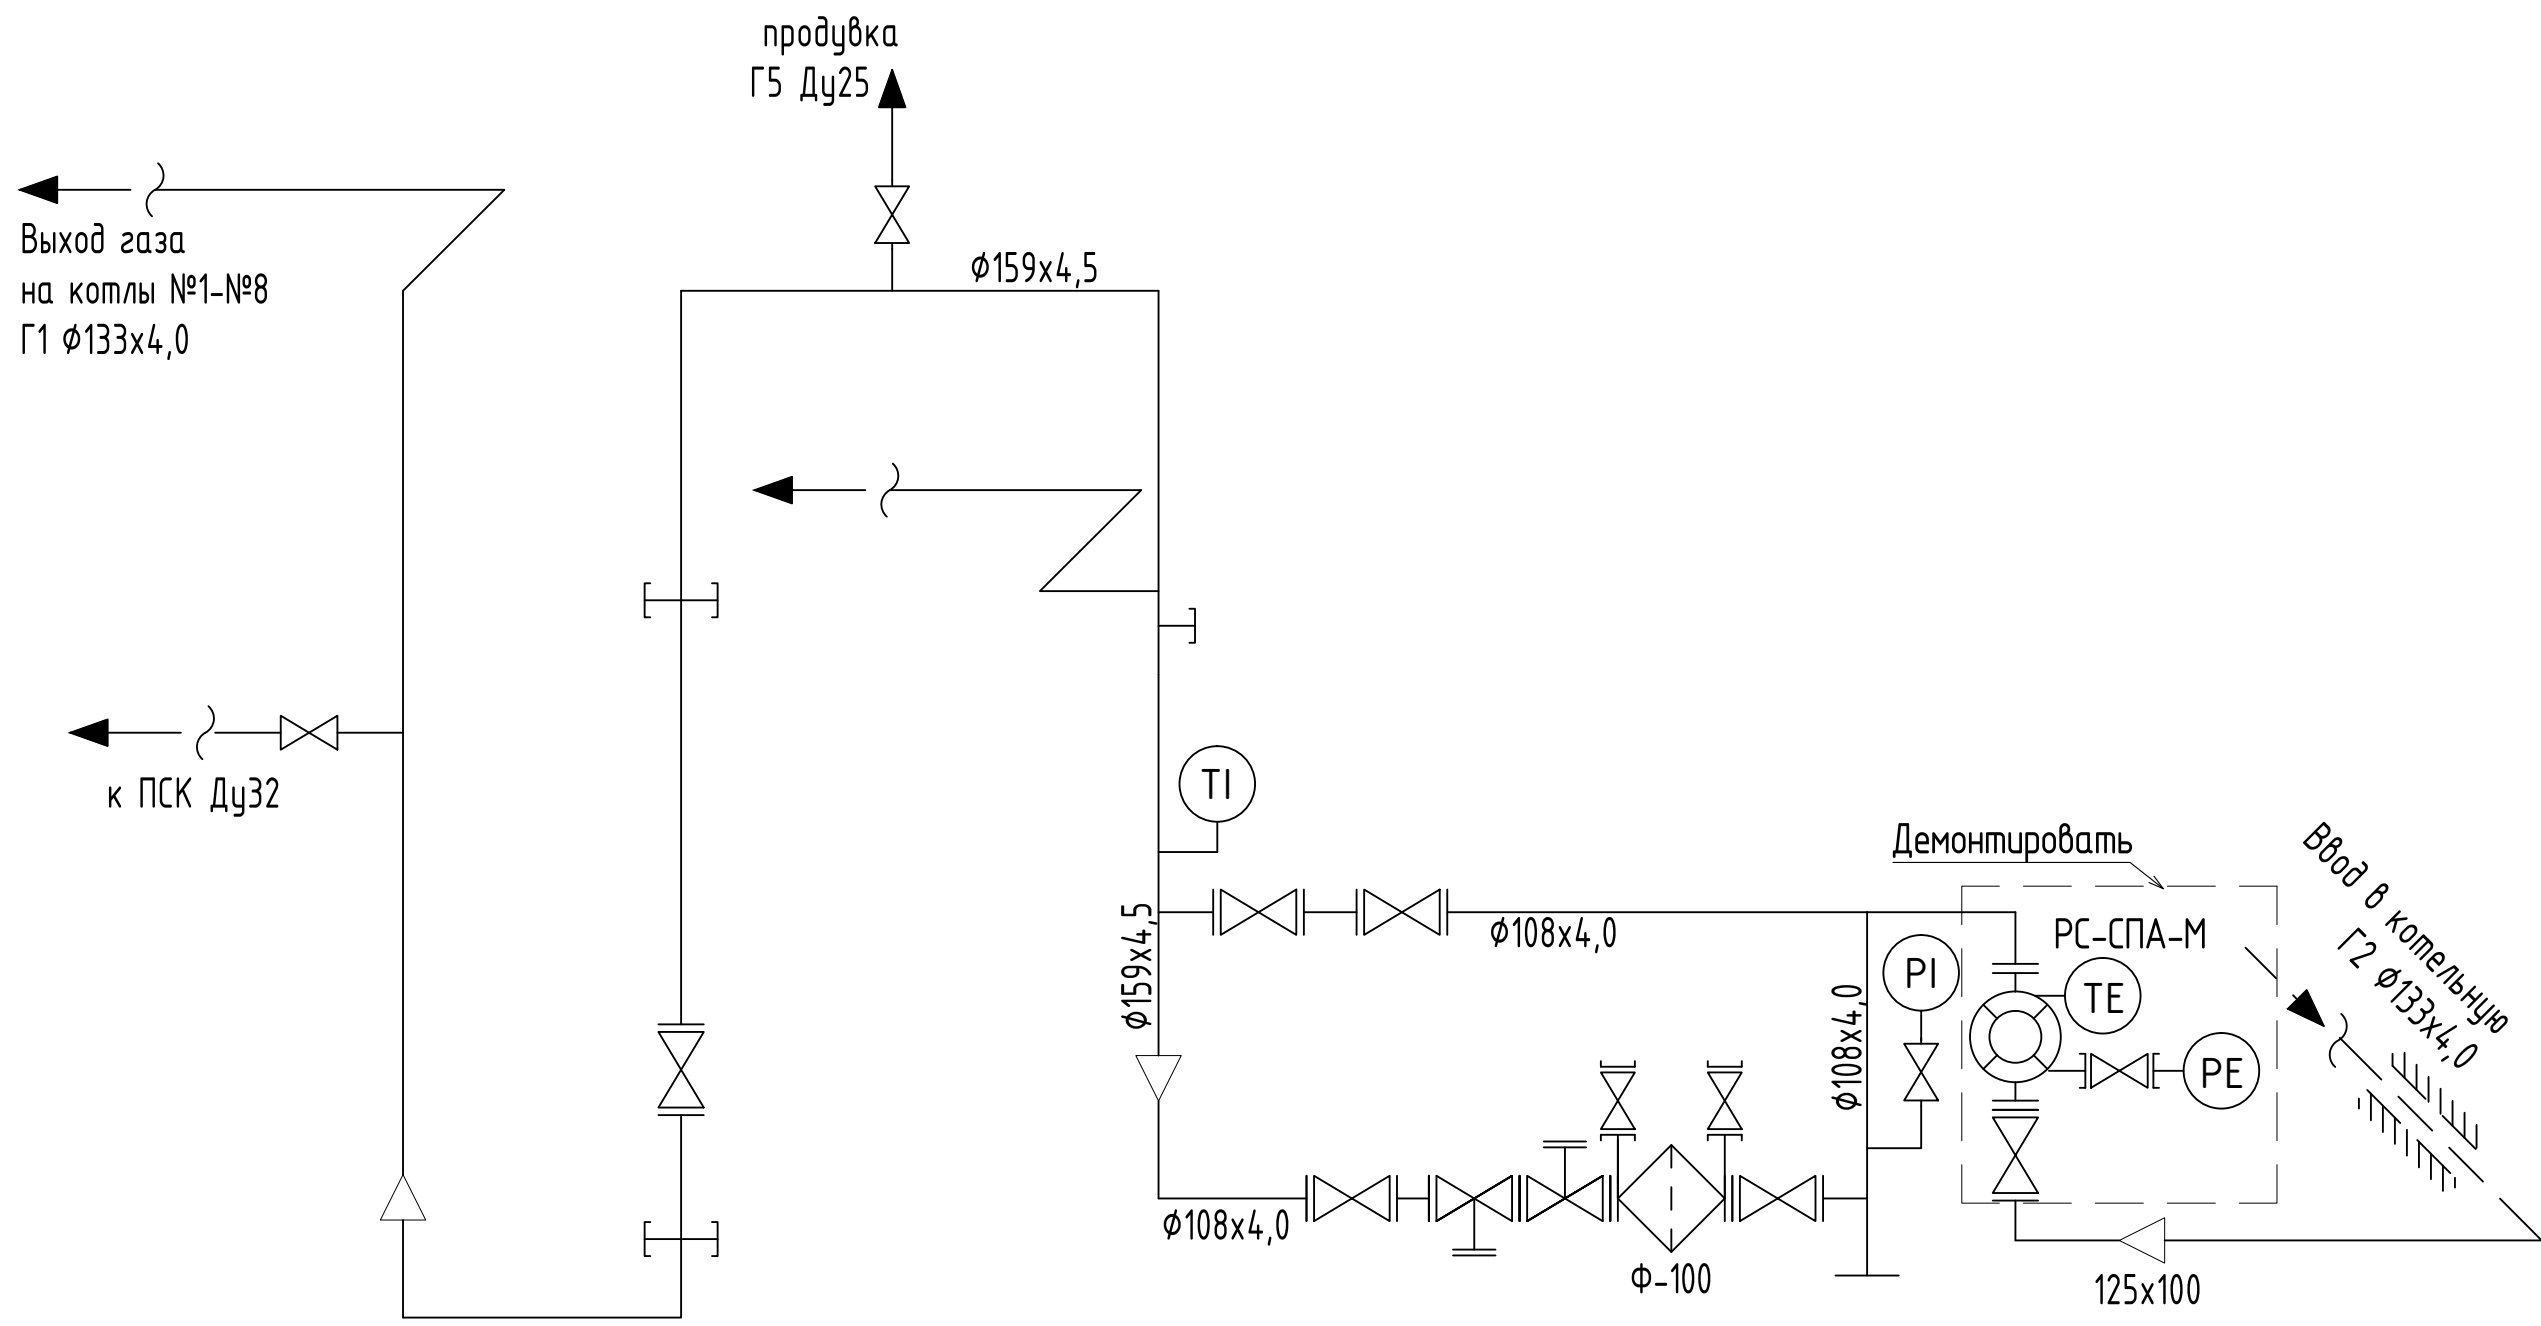 продувка
Г5 Ду25
Выход газа
на котлы №1-№8
Г1 Ф133х4,0
Ф159х4,5
к ПСК Ду32
TI
Ф159х4,5
Ф108х4,0
Демонтировать
РС-СПА-М
PI
TE
PE
Ф108х4,0
Ввод в котельную
Г2 Ф133х4,0
Ф108х4,0
Ф-100
125х100